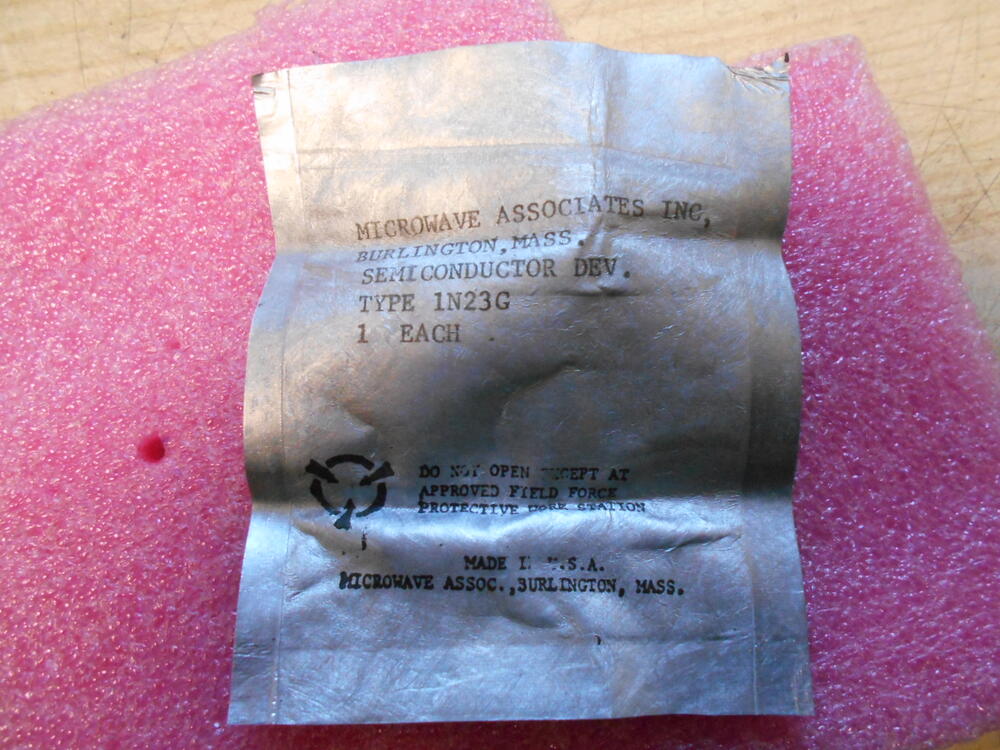 MICROWAVE ASSOCIATES INC,
BURLINGTON, MASS.
SEMICONDUCTOR DEV.
TYPE 1N23G
1 EACH .
DO NOT OPEN EXCEPT AT
APPROVED FIELD FORCE
PROTECTIVE WORK STATION
MADE IN U.S.A.
MICROWAVE ASSOC., BURLINGTON, MASS.